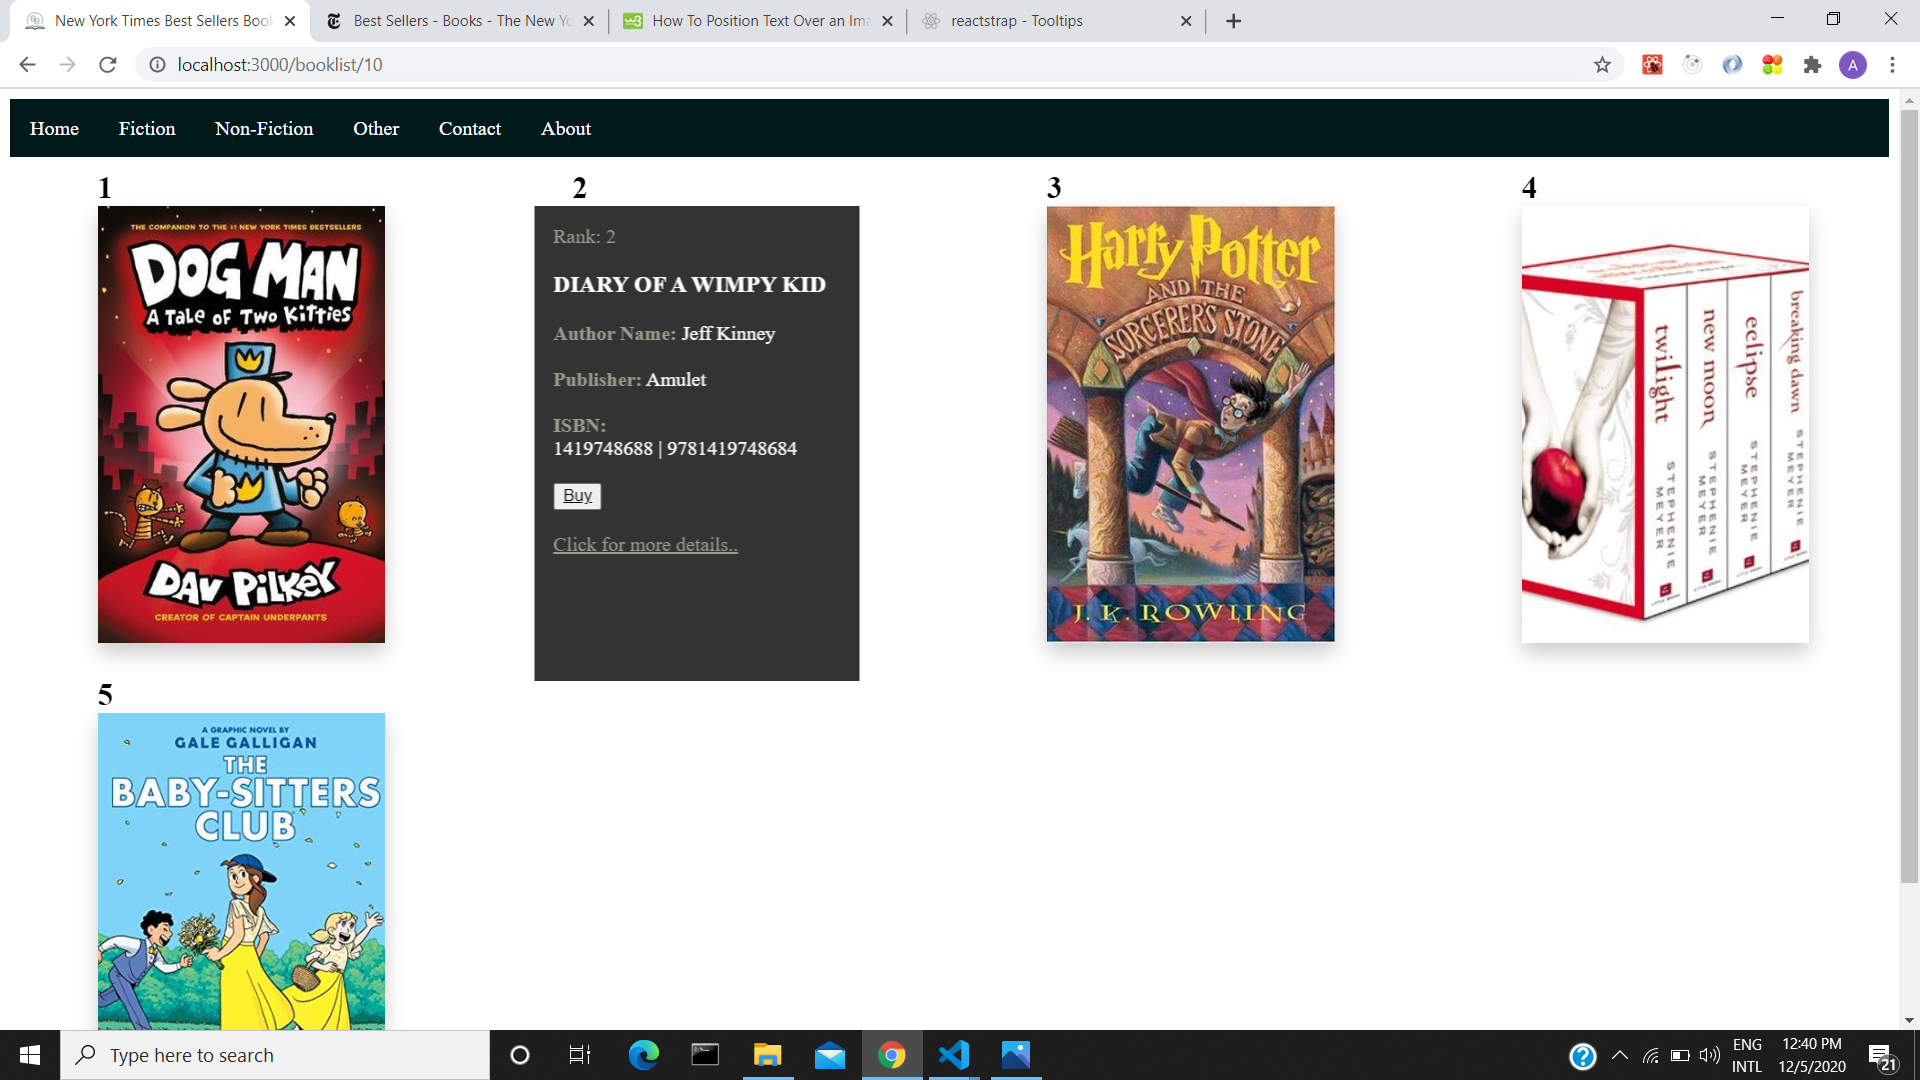 New York Times Best Sellers Boo
Best Sellers - Books - The New Yo
How To Position Text Over an Ima
reactstrap - Tooltips
localhost:3000/booklist/10
A
Home
Fiction
Non-Fiction
Other
Contact
About
1
2
3
4
THE COMPANION TO THE #1 NEW YORK TIMES BESTSELLERS
DOG MAN
A TALE OF TWO KITTIES
DAV PILKEY
CREATOR OF CAPTAIN UNDERPANTS
Rank: 2
DIARY OF A WIMPY KID
Author Name: Jeff Kinney
Publisher: Amulet
ISBN:
1419748688 | 9781419748684
Buy
Click for more details..
Harry Potter
AND THE
SORCERER'S STONE
J. K. ROWLING
twilight
STEPHENIE MEYER
new moon
STEPHENIE MEYER
eclipse
STEPHENIE MEYER
breaking dawn
STEPHENIE MEYER
5
A GRAPHIC NOVEL BY
GALE GALLIGAN
THE
BABY-SITTERS
CLUB
Type here to search
ENG
INTL
12:40 PM
12/5/2020
21